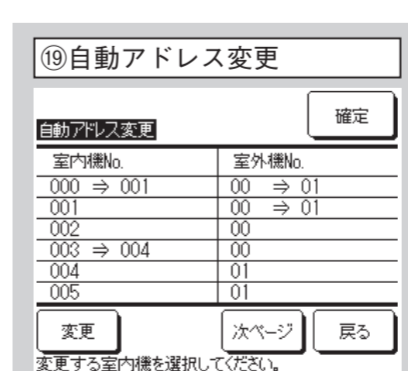 ⑲自動アドレス変更
確定
自動アドレス変更
室内機No. 室外機No.
000 ⇒ 001 00 ⇒ 01
001 00 ⇒ 01
002 00
003 ⇒ 004 00
004 01
005 01
変更 次ページ 戻る
変更する室内機を選択してください。